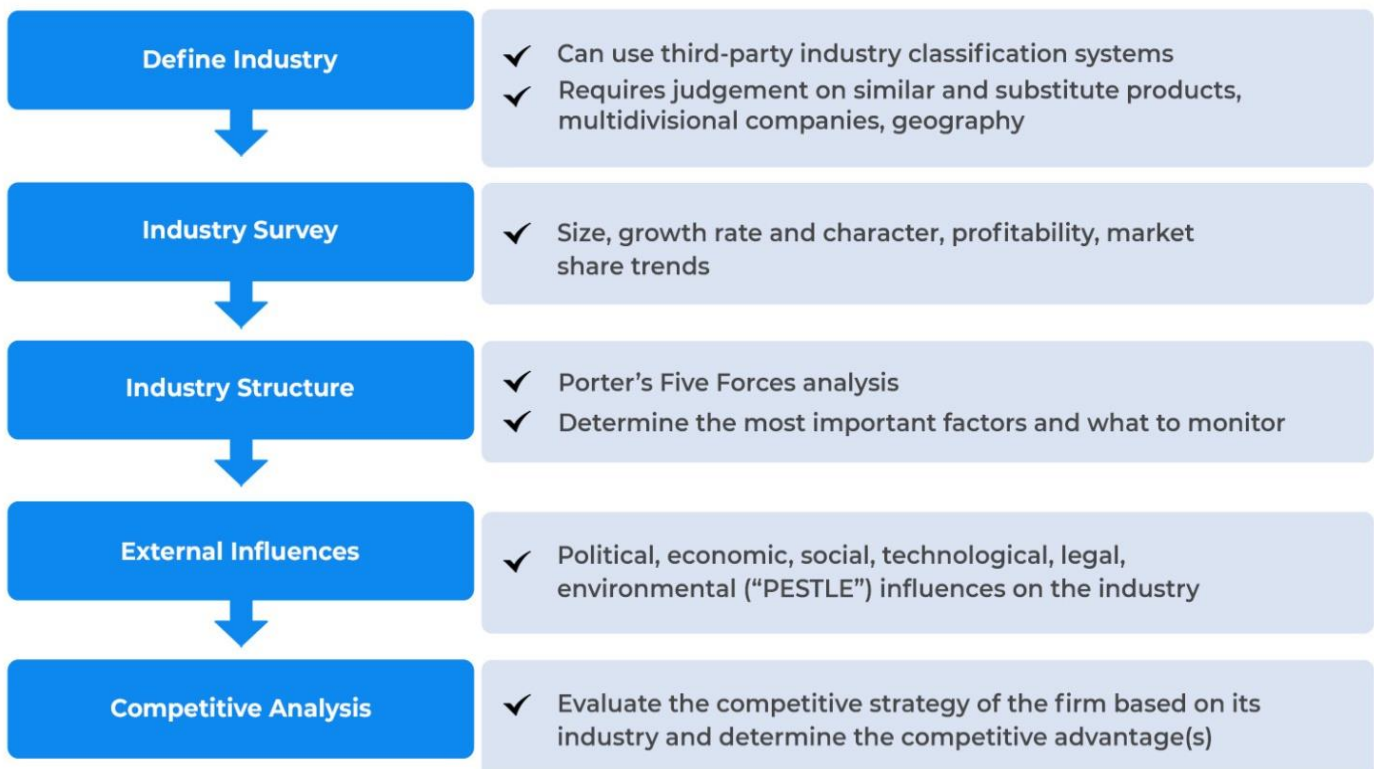 Define Industry
✓ Can use third-party industry classification systems
✓ Requires judgement on similar and substitute products,
multidivisional companies, geography
Industry Survey
✓ Size, growth rate and character, profitability, market
share trends
Industry Structure
✓ Porter’s Five Forces analysis
✓ Determine the most important factors and what to monitor
External Influences
✓ Political, economic, social, technological, legal,
environmental (“PESTLE”) influences on the industry
Competitive Analysis
✓ Evaluate the competitive strategy of the firm based on its
industry and determine the competitive advantage(s)